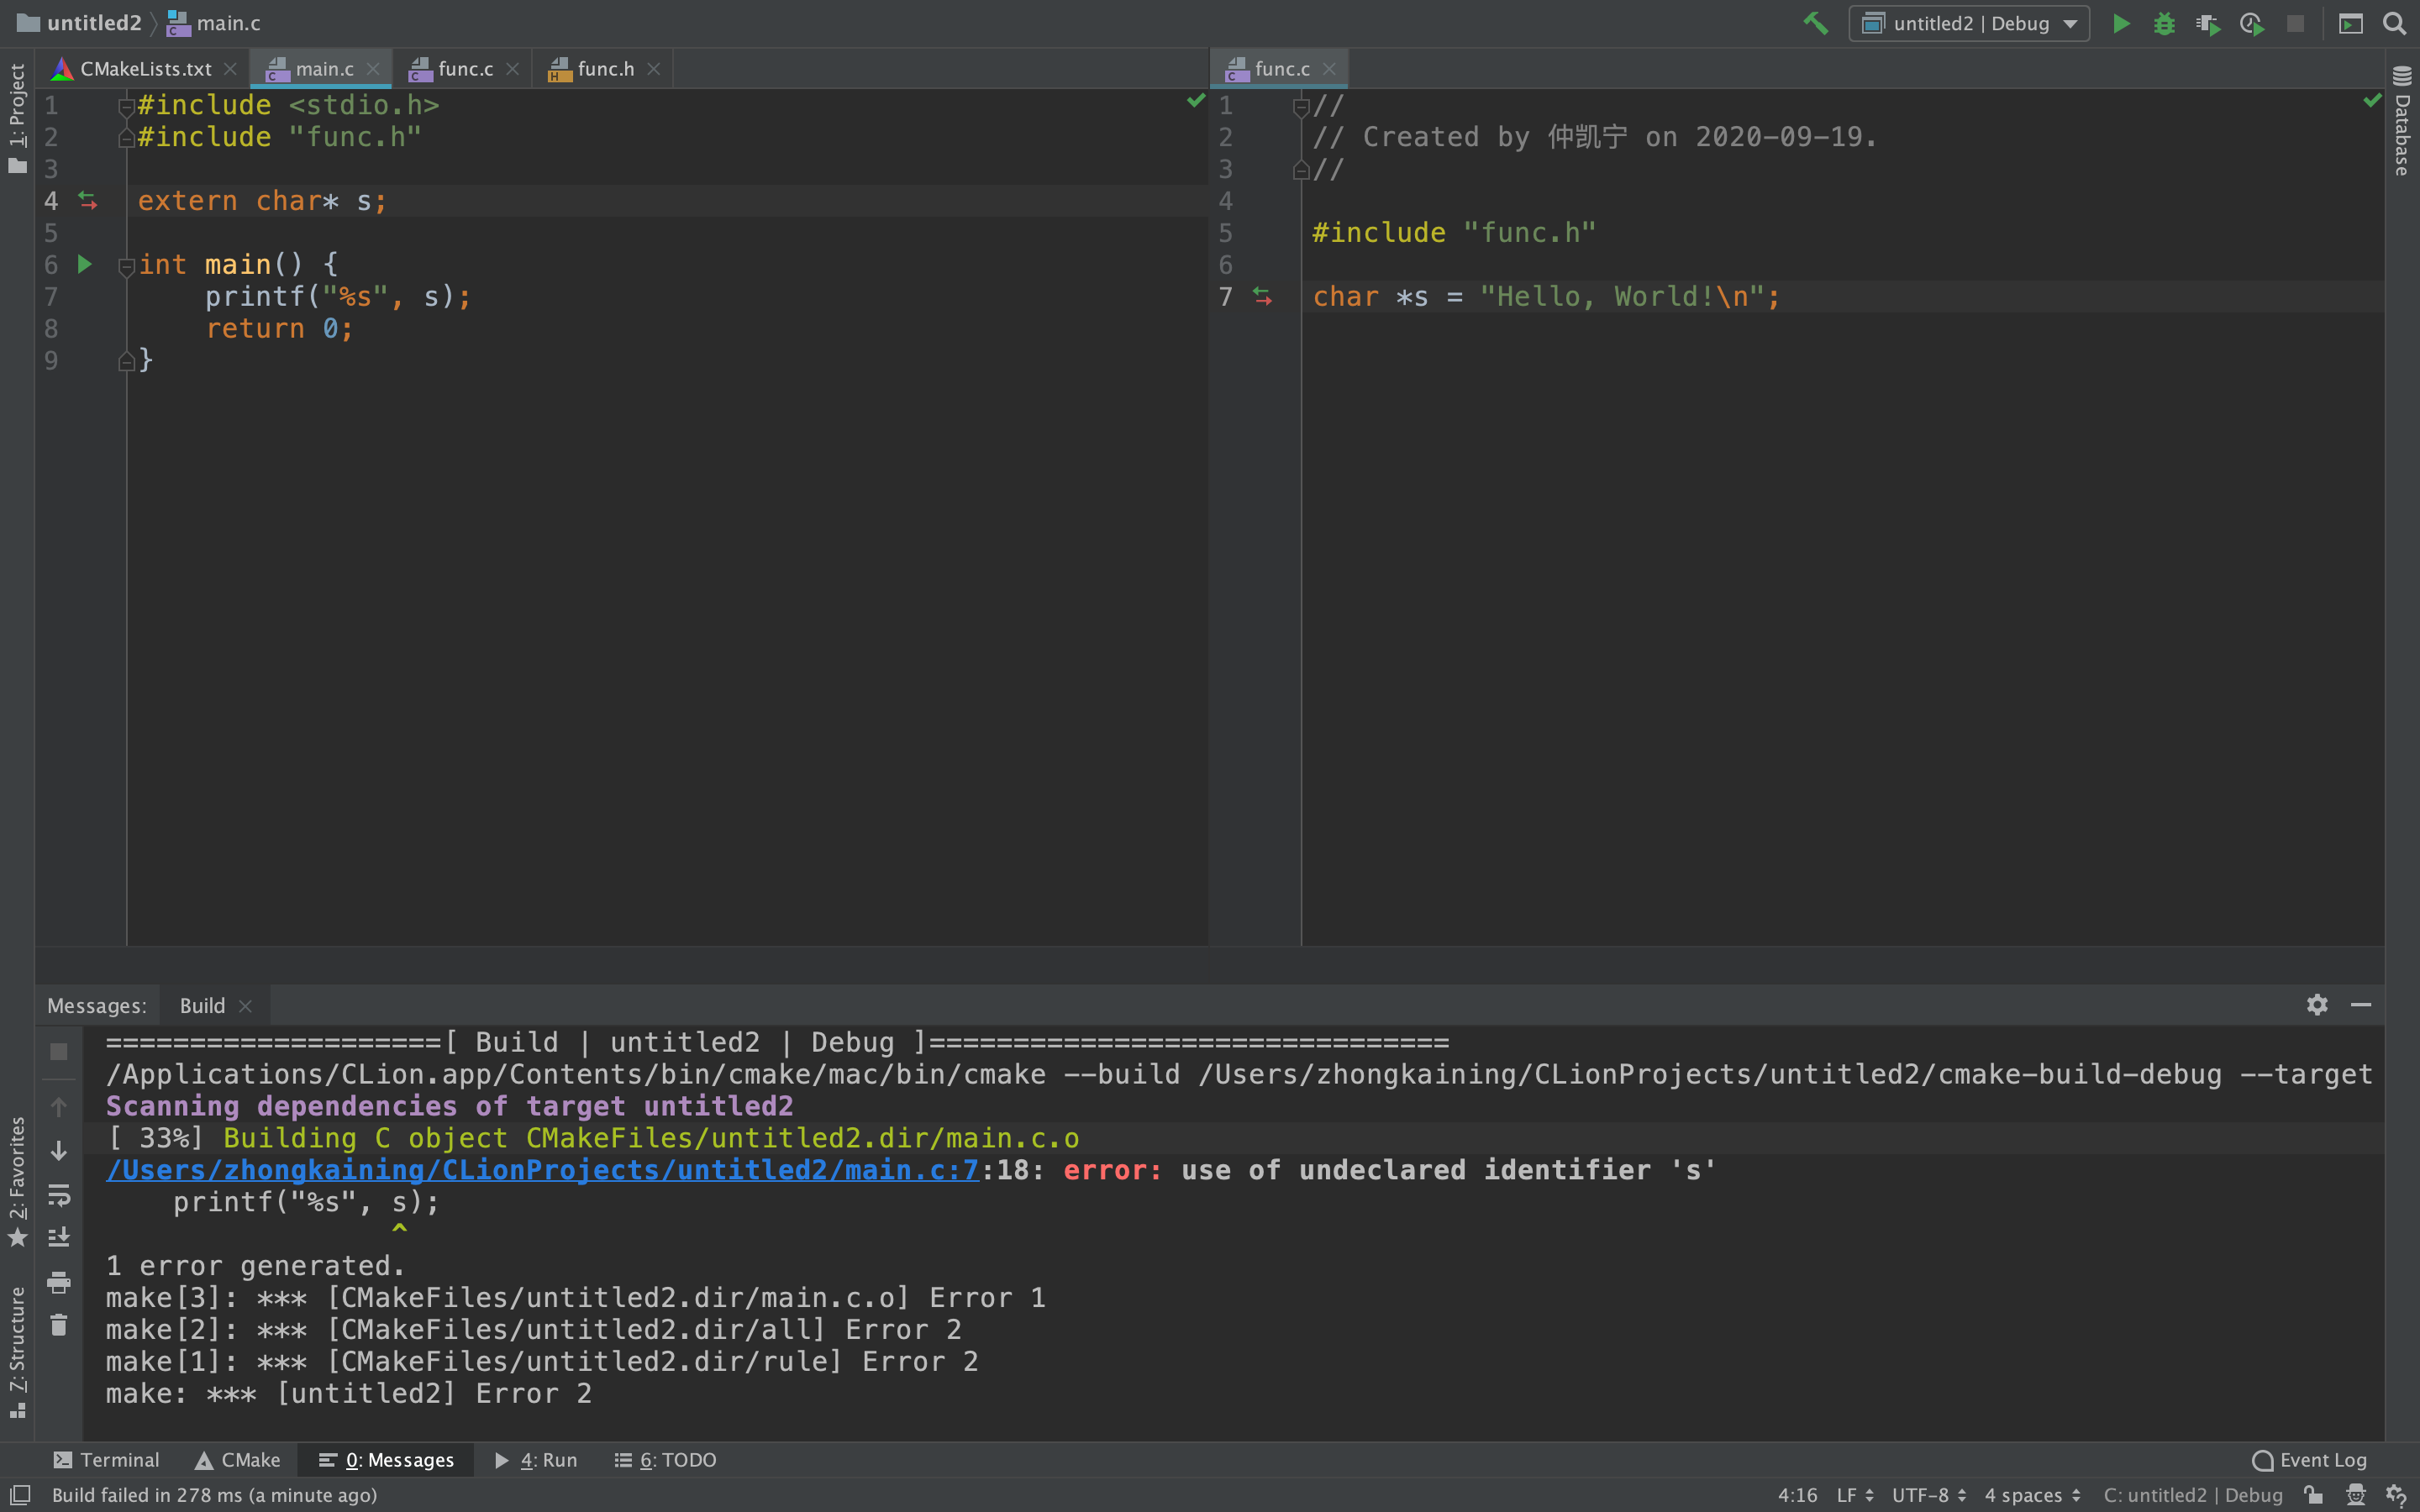 untitled2 main.c
untitled2 | Debug
CMakeLists.txt main.c func.c func.h
func.c
1: Project
Database
1 #include <stdio.h>
2 #include "func.h"
3
4 extern char* s;
5
6 int main() {
7 printf("%s", s);
8 return 0;
9 }
1 //
2 // Created by 仲凯宁 on 2020-09-19.
3 //
4
5 #include "func.h"
6
7 char *s = "Hello, World!\n";
Messages: Build
====================[ Build | untitled2 | Debug ]===============================
/Applications/CLion.app/Contents/bin/cmake/mac/bin/cmake --build /Users/zhongkaining/CLionProjects/untitled2/cmake-build-debug --target
Scanning dependencies of target untitled2
[ 33%] Building C object CMakeFiles/untitled2.dir/main.c.o
/Users/zhongkaining/CLionProjects/untitled2/main.c:7:18: error: use of undeclared identifier 's'
printf("%s", s);
^
1 error generated.
make[3]: *** [CMakeFiles/untitled2.dir/main.c.o] Error 1
make[2]: *** [CMakeFiles/untitled2.dir/all] Error 2
make[1]: *** [CMakeFiles/untitled2.dir/rule] Error 2
make: *** [untitled2] Error 2
2: Favorites
7: Structure
Terminal CMake 0: Messages 4: Run 6: TODO Event Log
Build failed in 278 ms (a minute ago) 4:16 LF UTF-8 4 spaces C: untitled2 | Debug